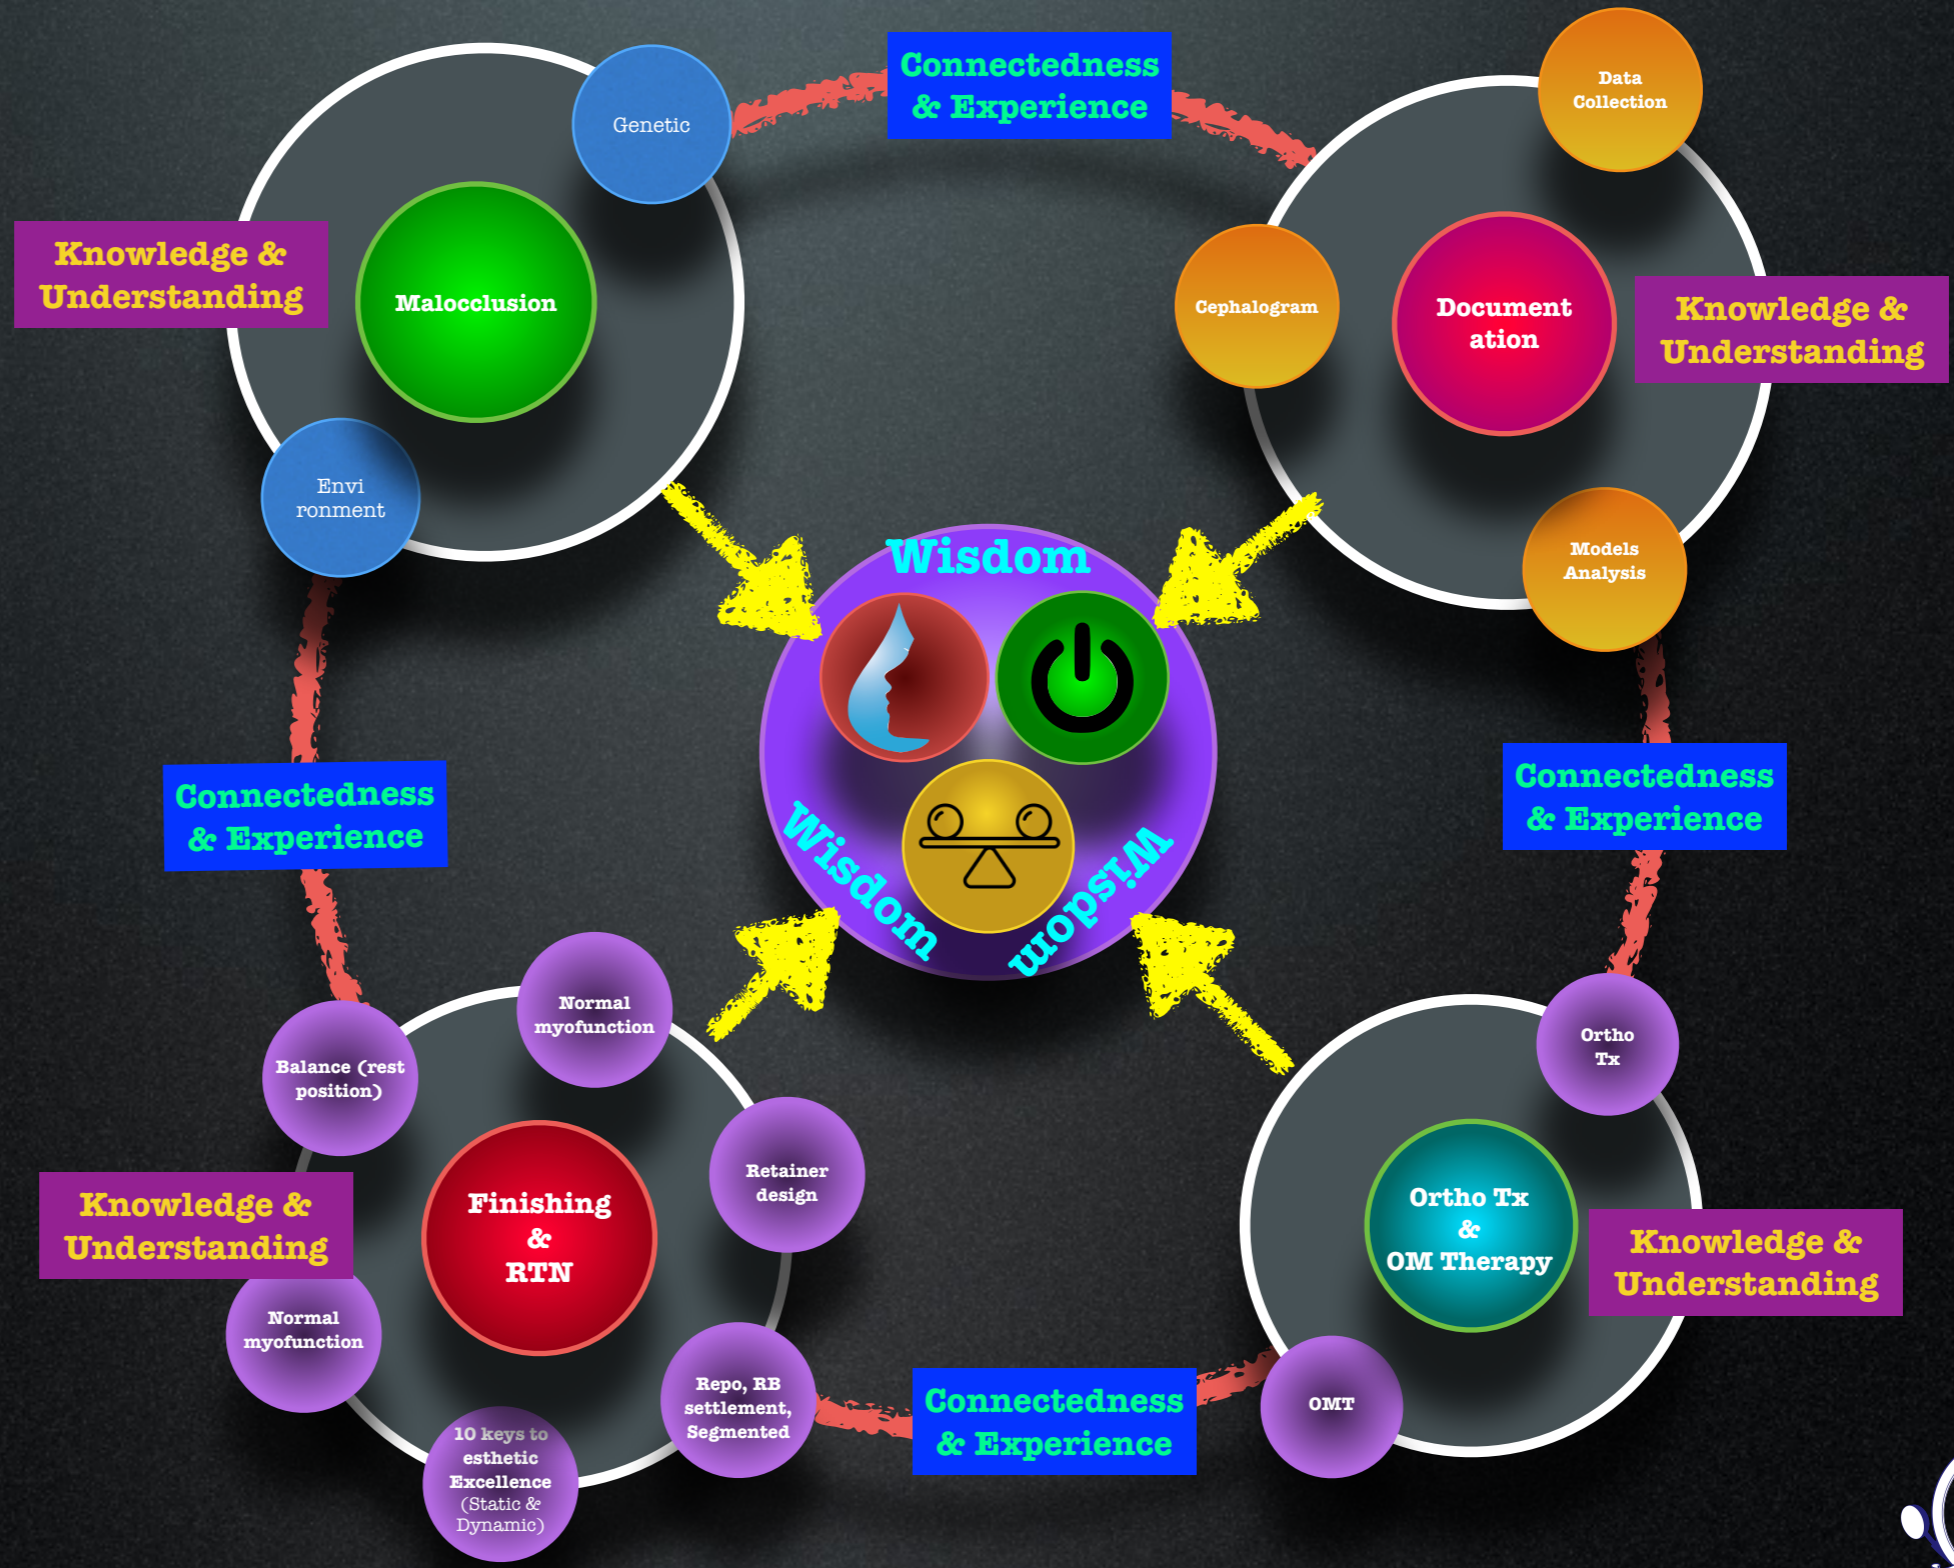 Connectedness
& Experience
Data
Collection
Genetic
Knowledge &
Understanding
Malocclusion
Cephalogram
Document
ation
Knowledge &
Understanding
Envi
ronment
Models
Analysis
Wisdom
Wisdom
Wisdom
Connectedness
& Experience
Connectedness
& Experience
Normal
myofunction
Balance (rest
position)
Retainer
design
Knowledge &
Understanding
Finishing
&
RTN
Normal
myofunction
Repo, RB
settlement,
Segmented
10 keys to
esthetic
Excellence
(Static &
Dynamic)
Ortho
Tx
Ortho Tx
&
OM Therapy
Knowledge &
Understanding
Connectedness
& Experience
OMT